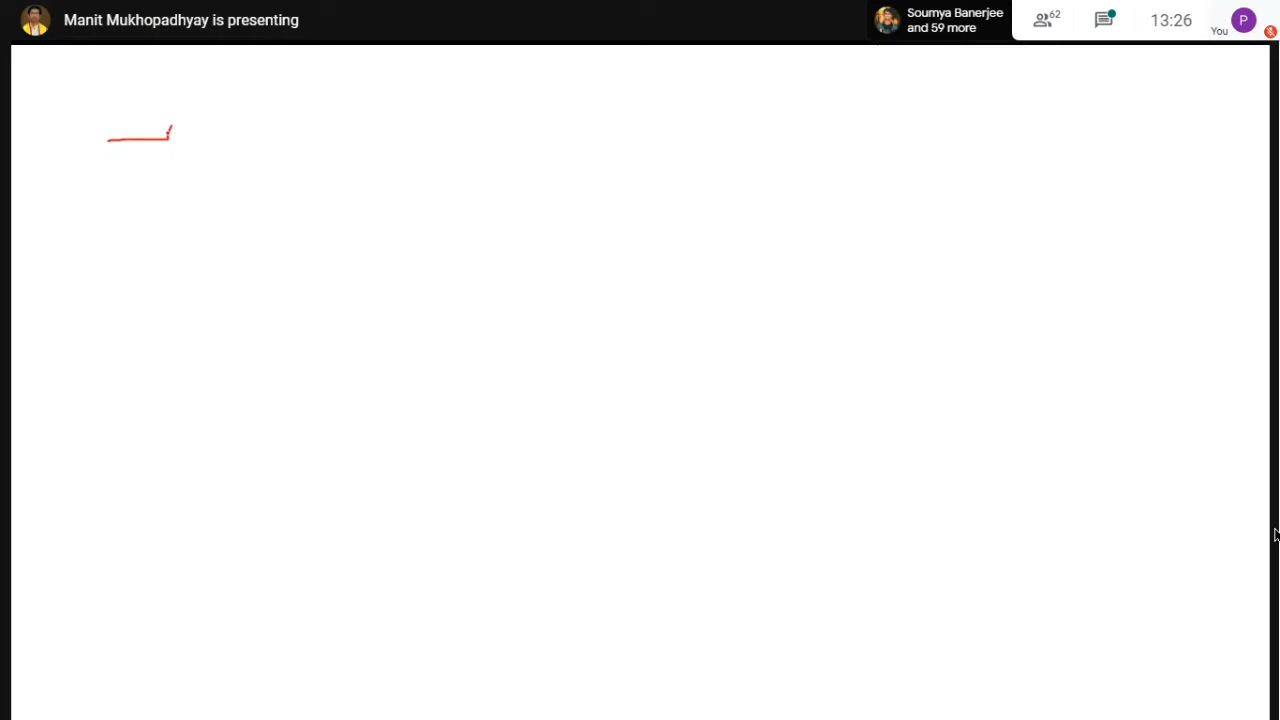 Manit Mukhopadhyay is presenting
Soumya Banerjee
and 59 more
62
13:26
You
P